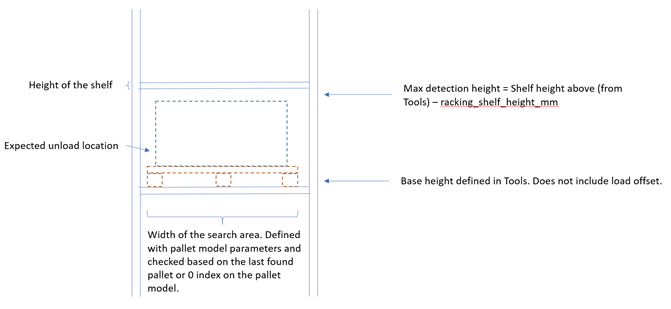 Height of the shelf
Max detection height = Shelf height above (from
Tools) – racking_shelf_height_mm
Expected unload location
Base height defined in Tools. Does not include load offset.
Width of the search area. Defined
with pallet model parameters and
checked based on the last found
pallet or 0 index on the pallet
model.